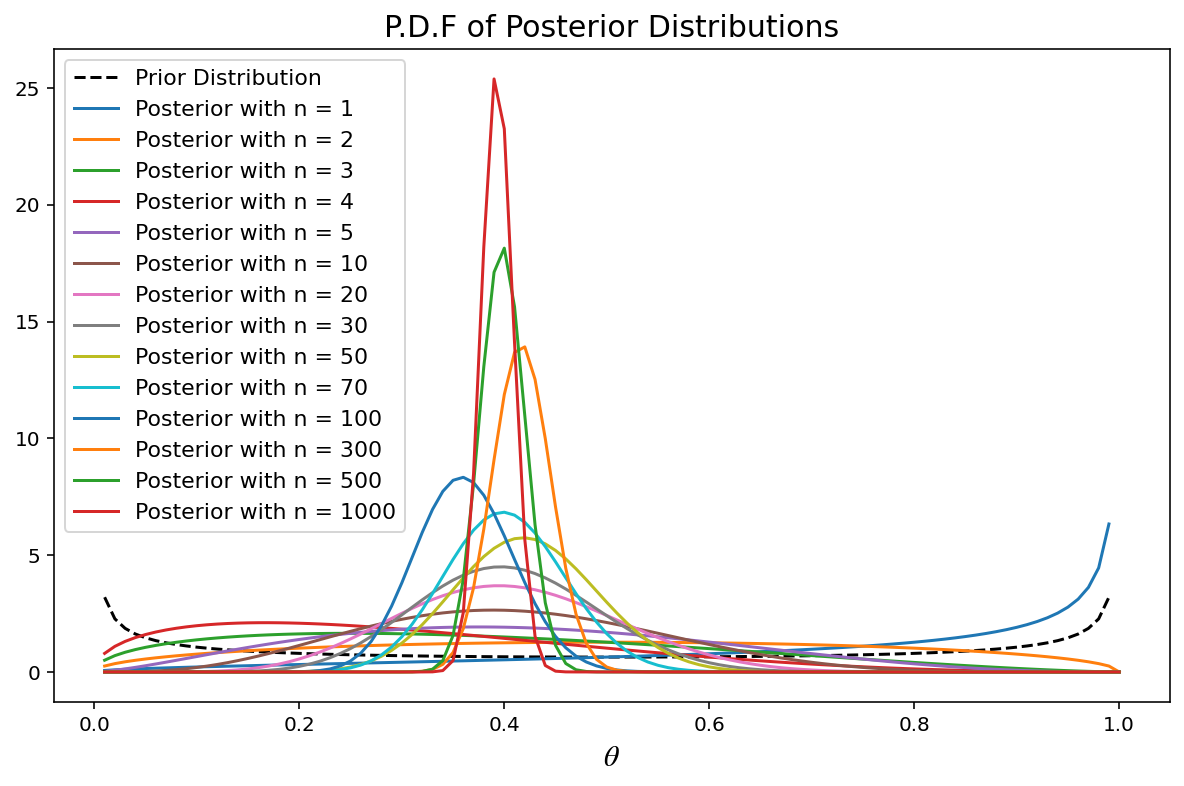 P.D.F of Posterior Distributions
25
20
15
10
5
0
Prior Distribution
Posterior with n = 1
Posterior with n = 2
Posterior with n = 3
Posterior with n = 4
Posterior with n = 5
Posterior with n = 10
Posterior with n = 20
Posterior with n = 30
Posterior with n = 50
Posterior with n = 70
Posterior with n = 100
Posterior with n = 300
Posterior with n = 500
Posterior with n = 1000
0.0 0.2 0.4 0.6 0.8 1.0
θ